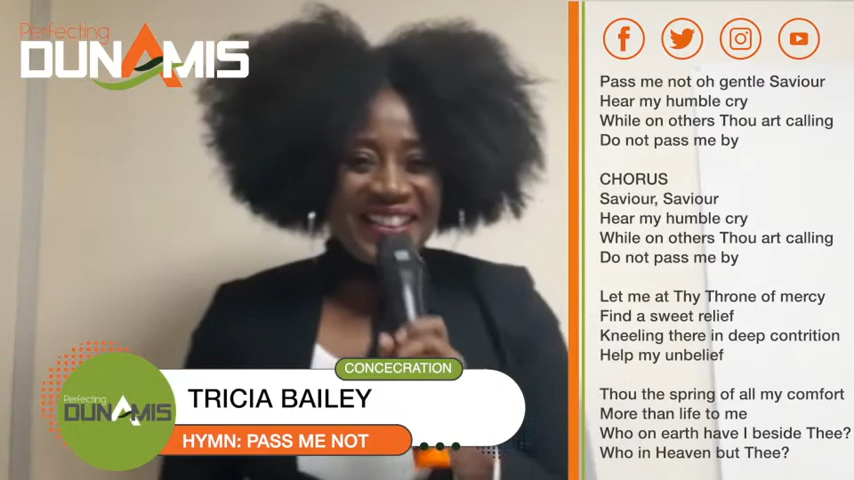 Perfecting
DUNAMIS
Pass me not oh gentle Saviour
Hear my humble cry
While on others Thou art calling
Do not pass me by
CHORUS
Saviour, Saviour
Hear my humble cry
While on others Thou art calling
Do not pass me by
Let me at Thy Throne of mercy
Find a sweet relief
Kneeling there in deep contrition
Help my unbelief
Thou the spring of all my comfort
More than life to me
Who on earth have I beside Thee?
Who in Heaven but Thee?
CONCECRATION
TRICIA BAILEY
HYMN: PASS ME NOT
Perfecting
DUNAMIS